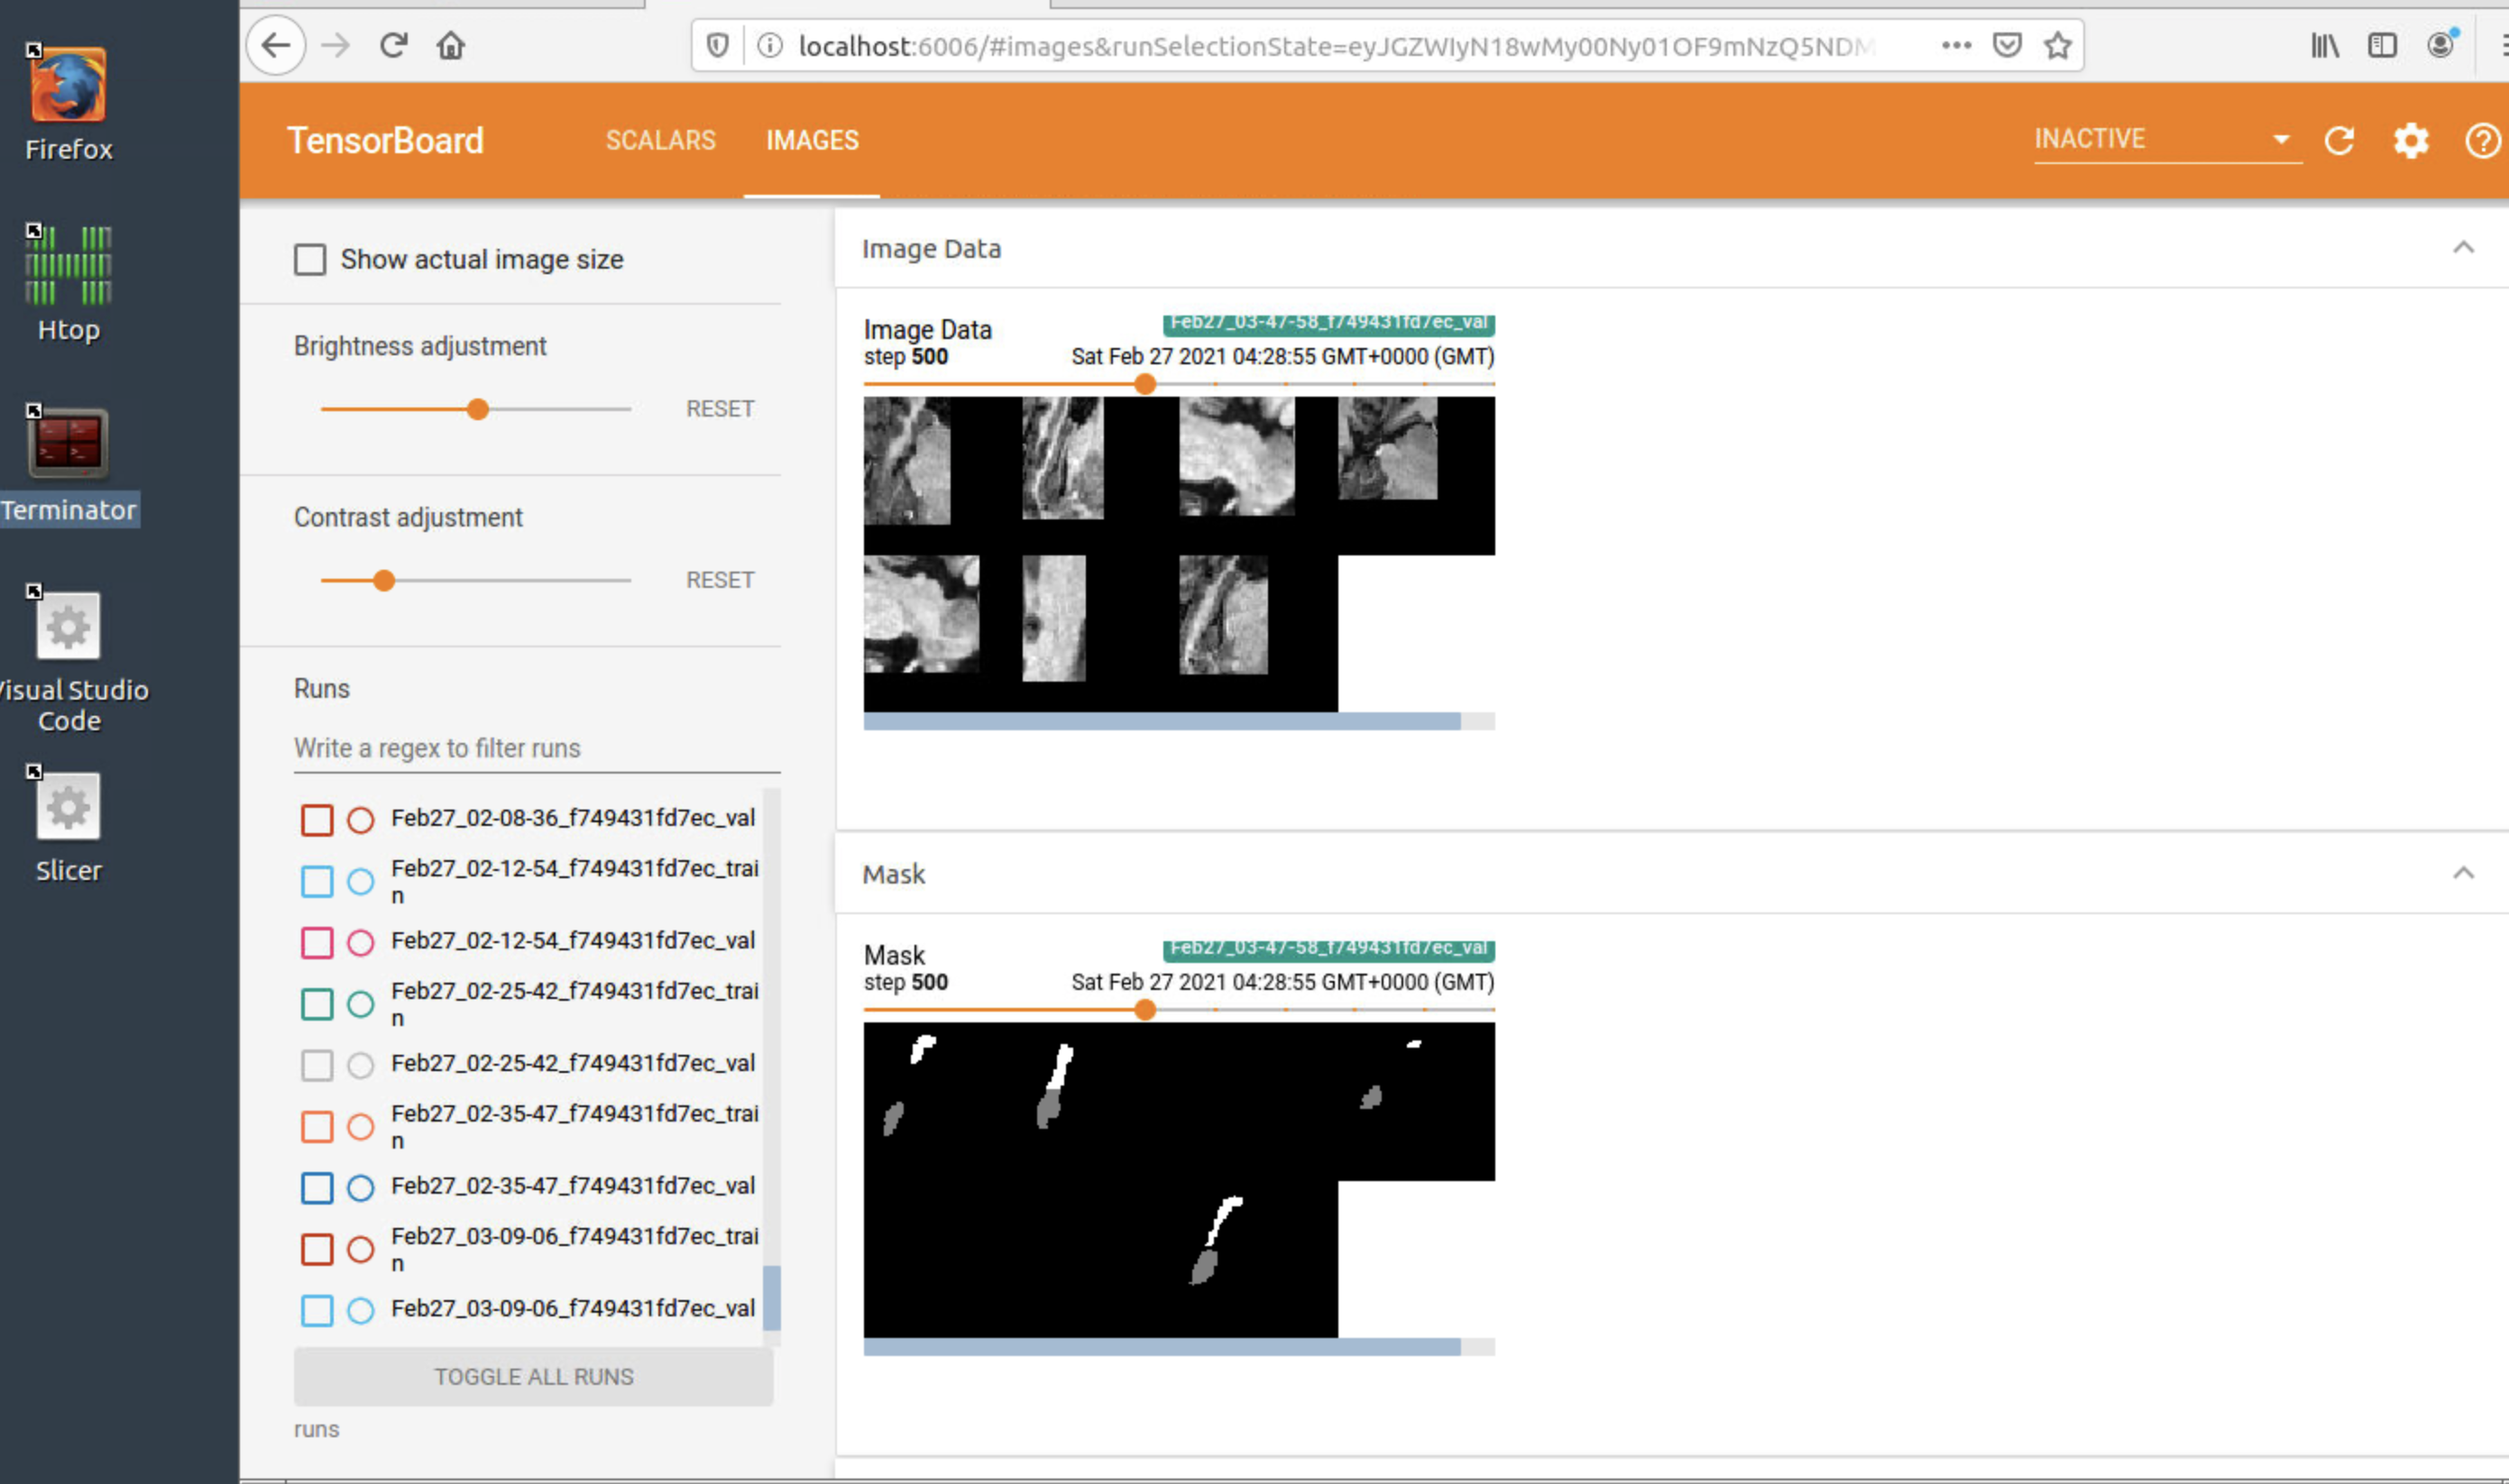 localhost:6006/#images&runSelectionState=eyJGZWIyN18wMy00Ny01OF9mNzQ5NDM
Firefox
Htop
Terminator
Visual Studio
Code
Slicer
TensorBoard
SCALARS
IMAGES
INACTIVE
Show actual image size
Brightness adjustment
RESET
Contrast adjustment
RESET
Runs
Write a regex to filter runs
Feb27_02-08-36_f749431fd7ec_val
Feb27_02-12-54_f749431fd7ec_trai
n
Feb27_02-12-54_f749431fd7ec_val
Feb27_02-25-42_f749431fd7ec_trai
n
Feb27_02-25-42_f749431fd7ec_val
Feb27_02-35-47_f749431fd7ec_trai
n
Feb27_02-35-47_f749431fd7ec_val
Feb27_03-09-06_f749431fd7ec_trai
n
Feb27_03-09-06_f749431fd7ec_val
TOGGLE ALL RUNS
runs
Image Data
Feb27_03-47-58_f749431fd7ec_val
Image Data
step 500
Sat Feb 27 2021 04:28:55 GMT+0000 (GMT)
Mask
Feb27_03-47-58_f749431fd7ec_val
Mask
step 500
Sat Feb 27 2021 04:28:55 GMT+0000 (GMT)